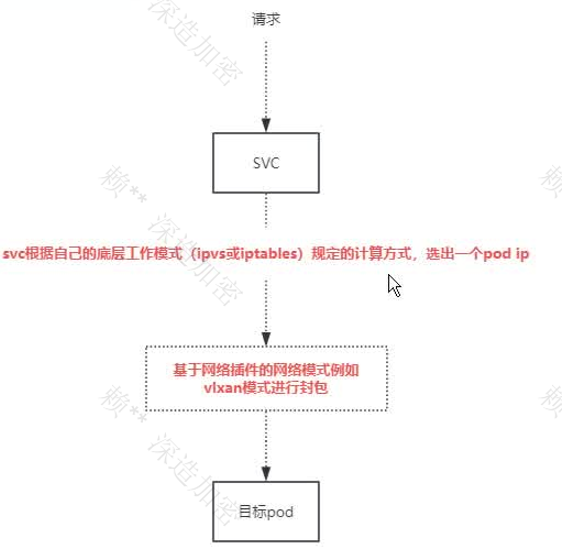 请求
SVC
svc根据自己的底层工作模式（ipvs或iptables）规定的计算方式，选出一个pod ip
基于网络插件的网络模式例如
vlxan模式进行封包
目标pod
深造加密
赖** 深造加密
赖** 深造加密
赖**
赖**